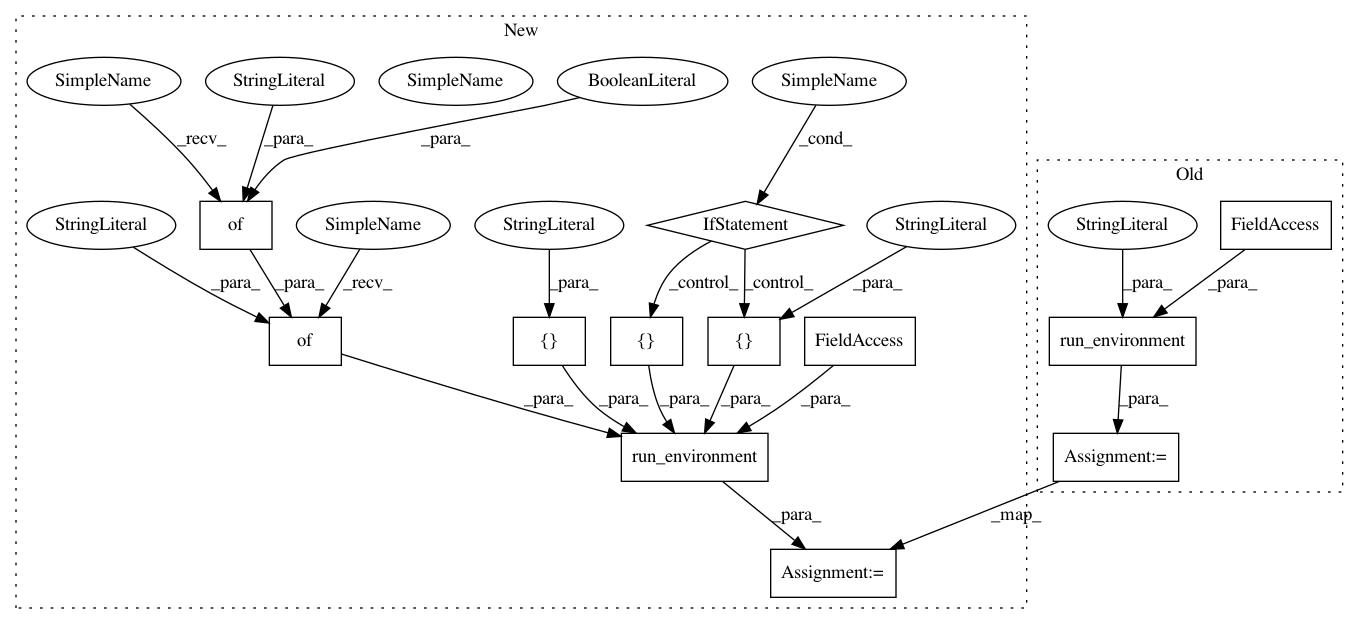 New
SimpleName
StringLiteral
SimpleName
BooleanLiteral
SimpleName
_recv_
_para_
_para_
_cond_
Old
StringLiteral
of
SimpleName
StringLiteral
IfStatement
StringLiteral
StringLiteral
FieldAccess
_para_
_para_
_recv_
_para_
_control_
_control_
_para_
_para_
_para_
of
{}
{}
{}
FieldAccess
run_environment
_para_
_para_
_para_
_para_
_para_
_para_
run_environment
Assignment:=
_para_
_map_
Assignment:=